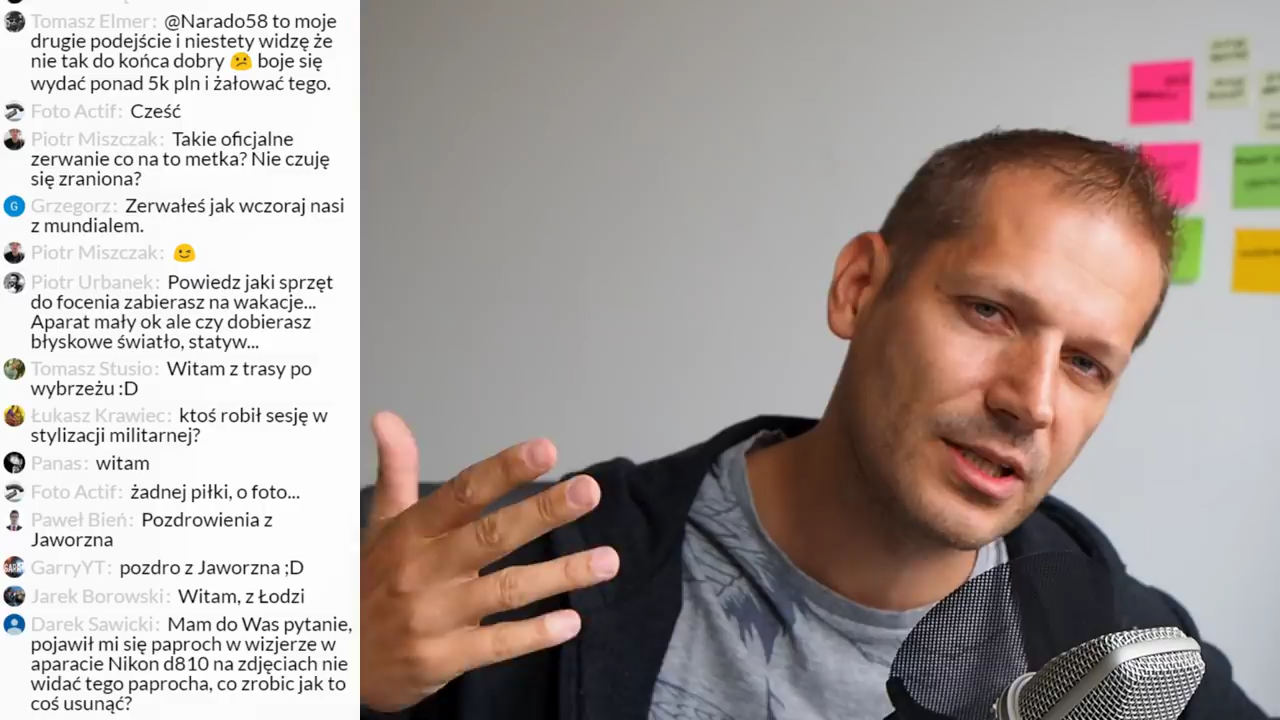 Tomasz Elmer: @Narado58 to moje
drugie podejście i niestety widzę że
nie tak do końca dobry 😕 boje się
wydać ponad 5k pln i żałować tego.
Foto Actif: Cześć
Piotr Miszczak: Takie oficjalne
zerwanie co na to metka? Nie czuję
się zraniona?
Grzegorz: Zerwałeś jak wczoraj nasi
z mundialem.
Piotr Miszczak: 😉
Piotr Urbanek: Powiedz jaki sprzęt
do focenia zabierasz na wakacje...
Aparat mały ok ale czy dobierasz
błyskowe światło, statyw...
Tomasz Stusio: Witam z trasy po
wybrzeżu :D
Łukasz Krawiec: ktoś robił sesję w
stylizacji militarnej?
Panas: witam
Foto Actif: żadnej piłki, o foto...
Paweł Bień: Pozdrowienia z
Jaworzna
GarryYT: pozdro z Jaworzna ;D
Jarek Borowski: Witam, z Łodzi
Darek Sawicki: Mam do Was pytanie,
pojawił mi się paproch w wizjerze w
aparacie Nikon d810 na zdjęciach nie
widać tego paprocha, co zrobic jak to
coś usunąć?